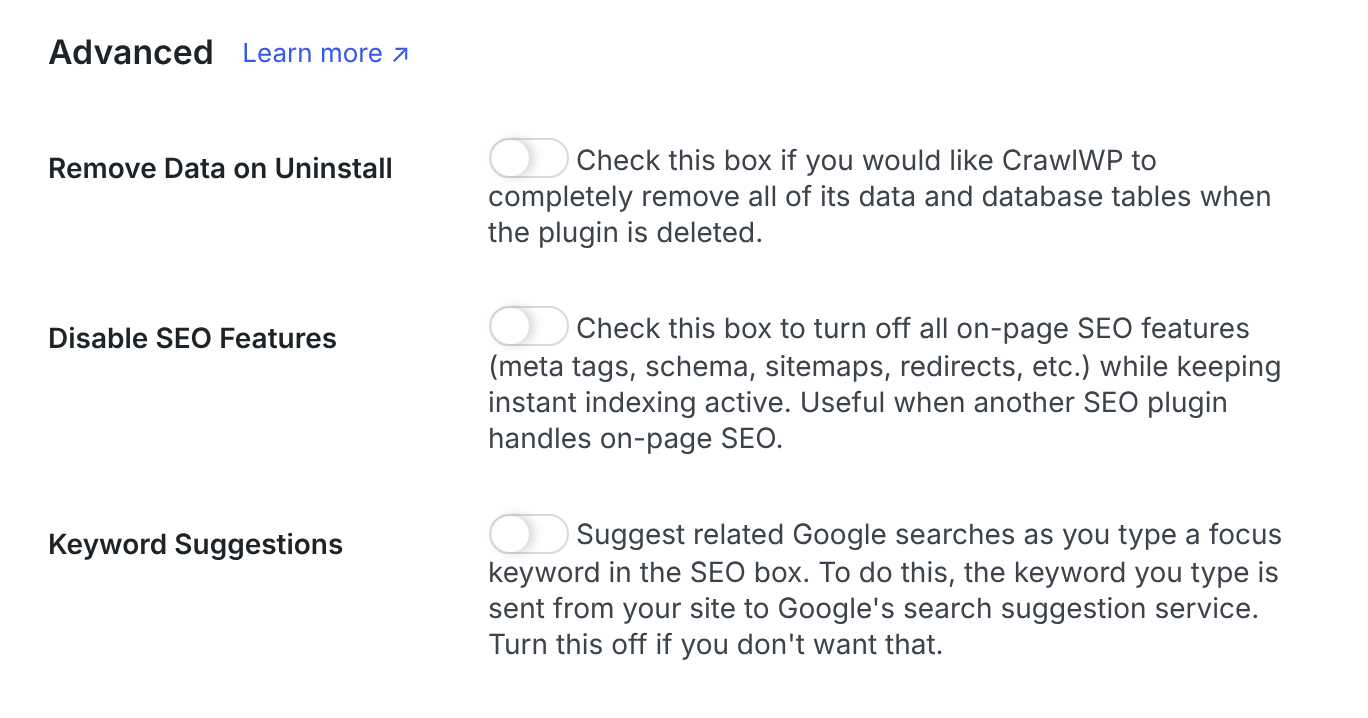 Advanced Learn more ↗
Remove Data on Uninstall
Check this box if you would like CrawlWP to
completely remove all of its data and database tables when
the plugin is deleted.
Disable SEO Features
Check this box to turn off all on-page SEO features
(meta tags, schema, sitemaps, redirects, etc.) while keeping
instant indexing active. Useful when another SEO plugin
handles on-page SEO.
Keyword Suggestions
Suggest related Google searches as you type a focus
keyword in the SEO box. To do this, the keyword you type is
sent from your site to Google's search suggestion service.
Turn this off if you don't want that.